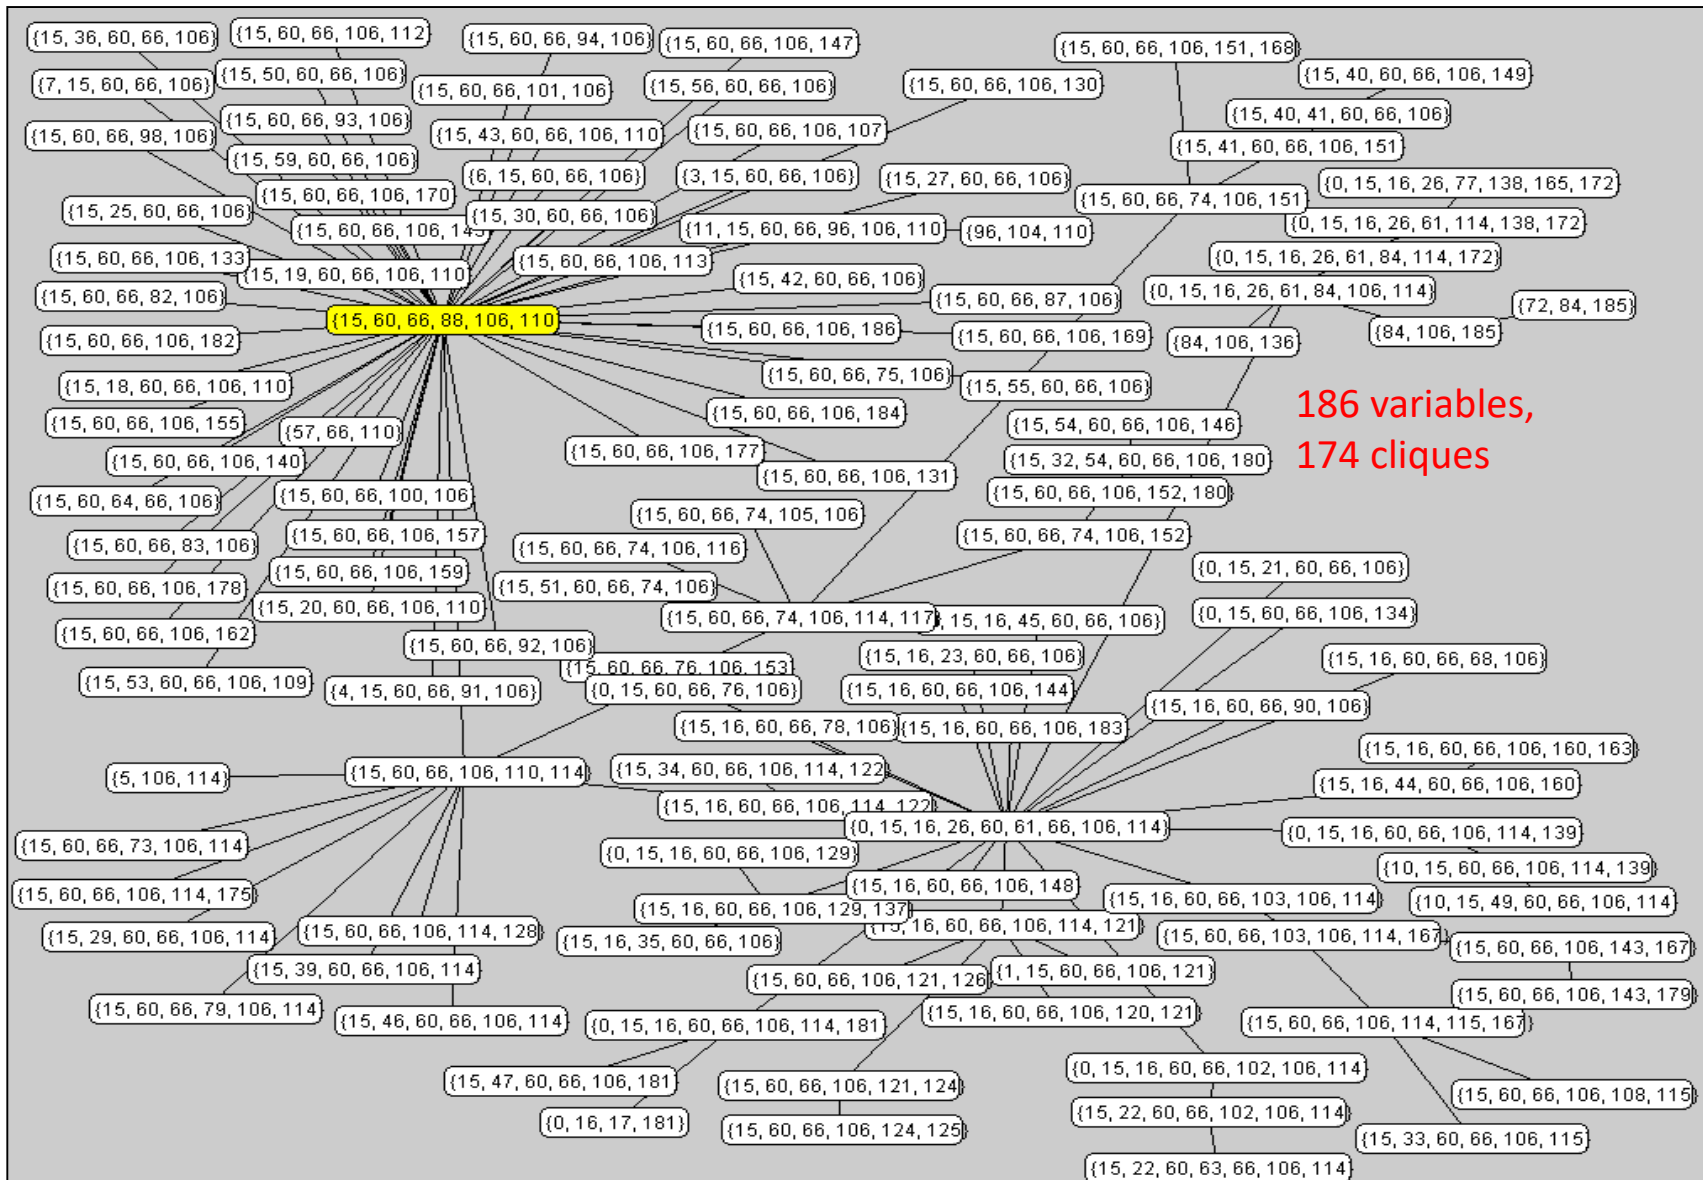 {15, 36, 60, 66, 106}
{15, 60, 66, 106, 112}
{15, 60, 66, 94, 106}
{15, 60, 66, 106, 147}
{15, 60, 66, 106, 151, 168}
{7, 15, 60, 66, 106}
{15, 50, 60, 66, 106}
{15, 60, 66, 101, 106}
{15, 56, 60, 66, 106}
{15, 60, 66, 106, 130}
{15, 40, 60, 66, 106, 149}
{15, 60, 66, 98, 106}
{15, 60, 66, 93, 106}
{15, 43, 60, 66, 106, 110}
{15, 60, 66, 106, 107}
{15, 40, 41, 60, 66, 106}
{15, 59, 60, 66, 106}
{6, 15, 60, 66, 106}
{3, 15, 60, 66, 106}
{15, 27, 60, 66, 106}
{15, 41, 60, 66, 106, 151}
{15, 60, 66, 106, 170}
{15, 60, 66, 74, 106, 151}
{0, 15, 16, 26, 77, 138, 165, 172}
{15, 25, 60, 66, 106}
{15, 60, 66, 106,
{15, 30, 60, 66, 106}
{11, 15, 60, 66, 96, 106, 110}
{96, 104, 110}
{0, 15, 16, 26, 61, 114, 138, 172}
{15, 60, 66, 106, 133}
{15, 19, 60, 66, 106, 110}
{15, 60, 66, 106, 113}
{0, 15, 16, 26, 61, 84, 114, 172}
{15, 60, 66, 82, 106}
{15, 60, 66, 88, 106, 110}
{15, 42, 60, 66, 106}
{15, 60, 66, 87, 106}
{0, 15, 16, 26, 61, 84, 106, 114}
{72, 84, 185}
{15, 60, 66, 106, 182}
{15, 60, 66, 106, 186}
{15, 60, 66, 106, 169}
{84, 106, 136}
{84, 106, 185}
{15, 18, 60, 66, 106, 110}
{15, 60, 66, 75, 106}
{15, 55, 60, 66, 106}
186 variables,
174 cliques
{15, 60, 66, 106, 155}
{57, 66, 110}
{15, 60, 66, 106, 184}
{15, 54, 60, 66, 106, 146}
{15, 60, 66, 106, 140}
{15, 60, 66, 106, 177}
{15, 60, 66, 106, 131}
{15, 32, 54, 60, 66, 106, 180}
{15, 60, 64, 66, 106}
{15, 60, 66, 100, 106}
{15, 60, 66, 106, 152, 180}
{15, 60, 66, 83, 106}
{15, 60, 66, 106, 157}
{15, 60, 66, 74, 105, 106}
{15, 60, 66, 74, 106, 116}
{15, 60, 66, 74, 106, 152}
{15, 60, 66, 106, 178}
{15, 60, 66, 106, 159}
{15, 51, 60, 66, 74, 106}
{0, 15, 21, 60, 66, 106}
{15, 60, 66, 106, 162}
{15, 20, 60, 66, 106, 110}
{15, 60, 66, 74, 106, 114, 117}
15, 16, 45, 60, 66, 106}
{0, 15, 60, 66, 106, 134}
{15, 53, 60, 66, 106, 109}
{15, 60, 66, 92, 106}
{15, 60, 66, 76, 106, 153}
{15, 16, 23, 60, 66, 106}
{15, 16, 60, 66, 68, 106}
{4, 15, 60, 66, 91, 106}
{0, 15, 60, 66, 76, 106}
{15, 16, 60, 66, 106, 144}
{15, 16, 60, 66, 90, 106}
{15, 16, 60, 66, 78, 106}
{15, 16, 60, 66, 106, 183}
{15, 16, 60, 66, 106, 160, 163}
{5, 106, 114}
{15, 60, 66, 106, 110, 114}
{15, 34, 60, 66, 106, 114, 122}
{15, 16, 44, 60, 66, 106, 160}
{15, 16, 60, 66, 106, 114, 122}
{0, 15, 16, 26, 60, 61, 66, 106, 114}
{0, 15, 16, 60, 66, 106, 114, 139}
{15, 60, 66, 73, 106, 114}
{0, 15, 16, 60, 66, 106, 129}
{10, 15, 60, 66, 106, 114, 139}
{15, 60, 66, 106, 114, 175}
{15, 16, 60, 66, 106, 148}
{15, 16, 60, 66, 103, 106, 114}
{10, 15, 49, 60, 66, 106, 114}
{15, 29, 60, 66, 106, 114}
{15, 60, 66, 106, 114, 128}
{15, 16, 60, 66, 106, 129, 137}
16, 60, 66, 106, 114, 121}
{15, 60, 66, 103, 106, 114, 167}
{15, 60, 66, 106, 143, 167}
{15, 39, 60, 66, 106, 114}
{15, 16, 35, 60, 66, 106}
{15, 60, 66, 106, 121, 126}
{1, 15, 60, 66, 106, 121}
{15, 60, 66, 106, 143, 179}
{15, 60, 66, 79, 106, 114}
{15, 46, 60, 66, 106, 114}
{0, 15, 16, 60, 66, 106, 114, 181}
{15, 16, 60, 66, 106, 120, 121}
{15, 60, 66, 106, 114, 115, 167}
{15, 47, 60, 66, 106, 181}
{15, 60, 66, 106, 121, 124}
{0, 15, 16, 60, 66, 102, 106, 114}
{15, 60, 66, 106, 108, 115}
{0, 16, 17, 181}
{15, 60, 66, 106, 124, 125}
{15, 22, 60, 66, 102, 106, 114}
{15, 33, 60, 66, 106, 115}
{15, 22, 60, 63, 66, 106, 114}